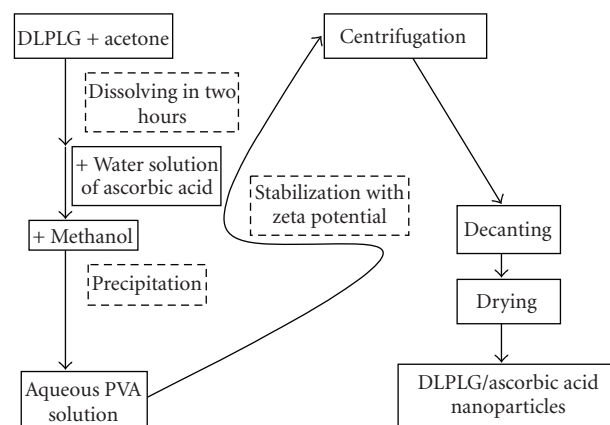 DLPLG + acetone
Dissolving in two
hours
+ Water solution
of ascorbic acid
+ Methanol
Precipitation
Aqueous PVA
solution
Stabilization with
zeta potential
Centrifugation
Decanting
Drying
DLPLG/ascorbic acid
nanoparticles